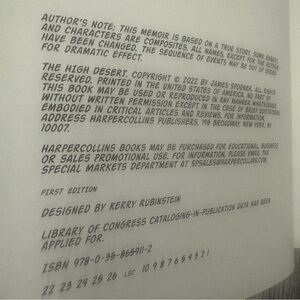 AUTHOR'S NOTE: THIS MEMOIR IS BASED ON A TRUE STORY. SOME EVENTS
AND CHARACTERS ARE COMPOSITES. ALL NAMES, EXCEPT FOR THE AUTHOR
HAVE BEEN CHANGED. THE SEQUENCE OF EVENTS MAY BE OUT OF ORDER
FOR DRAMATIC EFFECT.
THE HIGH DESERT. COPYRIGHT © 2022 BY JAMES SPOONER. ALL RIGHTS
RESERVED. PRINTED IN THE UNITED STATES OF AMERICA. NO PART OF
THIS BOOK MAY BE USED OR REPRODUCED IN ANY MANNER WHATSOEVER
WITHOUT WRITTEN PERMISSION EXCEPT IN THE CASE OF BRIEF QUOTATIONS
EMBODIED IN CRITICAL ARTICLES AND REVIEWS. FOR INFORMATION,
ADDRESS HARPERCOLLINS PUBLISHERS, 195 BROADWAY, NEW YORK, NY
10007.
HARPERCOLLINS BOOKS MAY BE PURCHASED FOR EDUCATIONAL, BUSINESS,
OR SALES PROMOTIONAL USE. FOR INFORMATION, PLEASE EMAIL THE
SPECIAL MARKETS DEPARTMENT AT SPSALES@HARPERCOLLINS.COM
FIRST EDITION
DESIGNED BY KERRY RUBINSTEIN
LIBRARY OF CONGRESS CATALOGING-IN-PUBLICATION DATA HAS BEEN
APPLIED FOR.
ISBN 978-0-35-865911-2
22 23 24 25 26 LSC 10 9 8 7 6 5 4 3 2 1